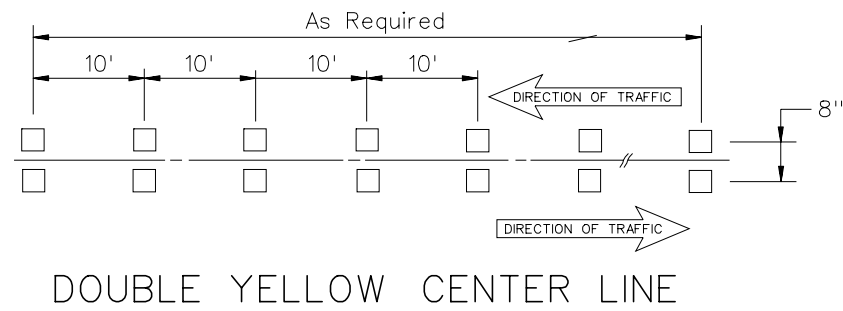 As Required
10' 10' 10' 10'
DIRECTION OF TRAFFIC
8"
DIRECTION OF TRAFFIC
DOUBLE YELLOW CENTER LINE